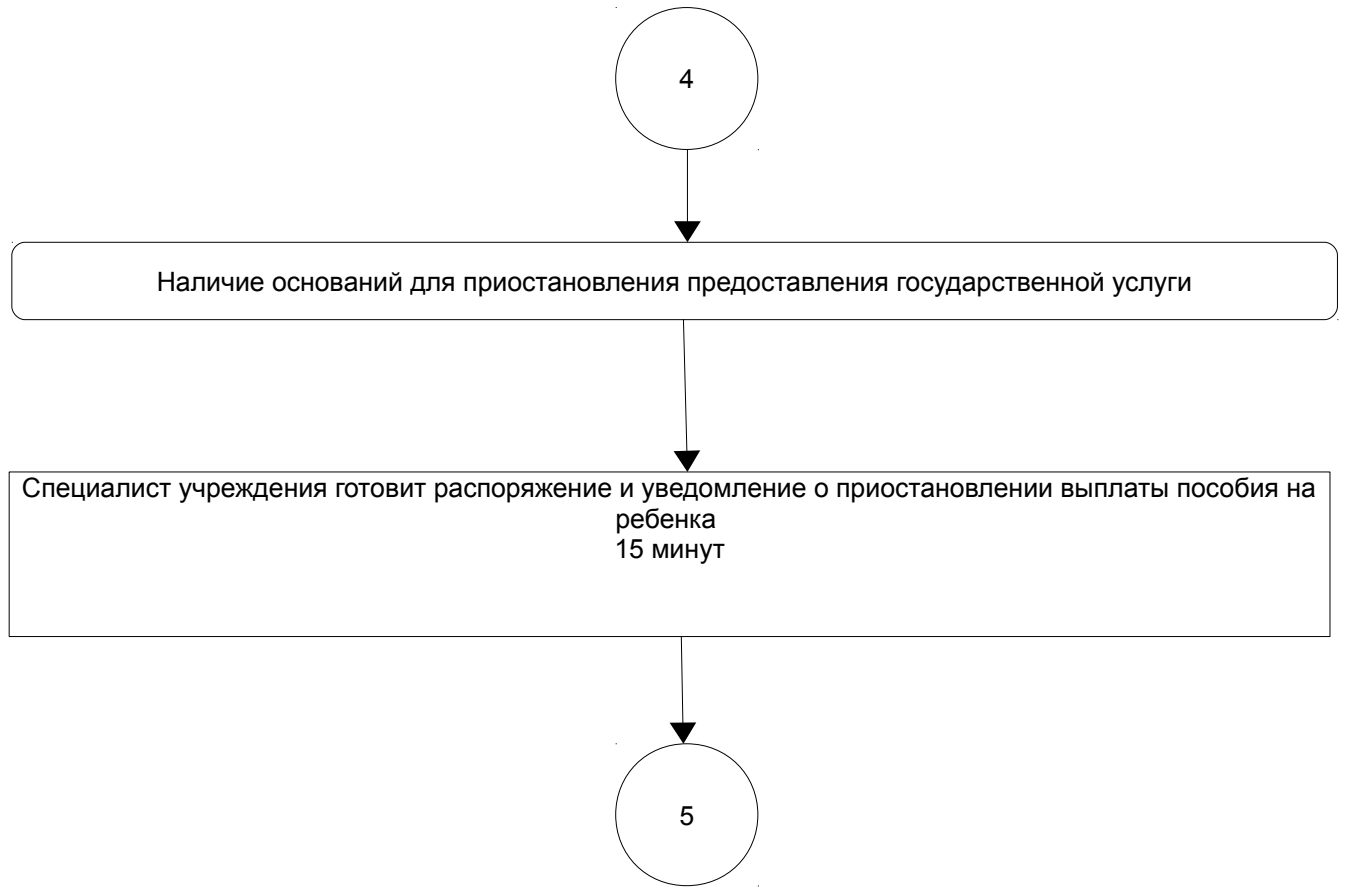 4
Наличие оснований для приостановления предоставления государственной услуги
Специалист учреждения готовит распоряжение и уведомление о приостановлении выплаты пособия на
ребенка
15 минут
5